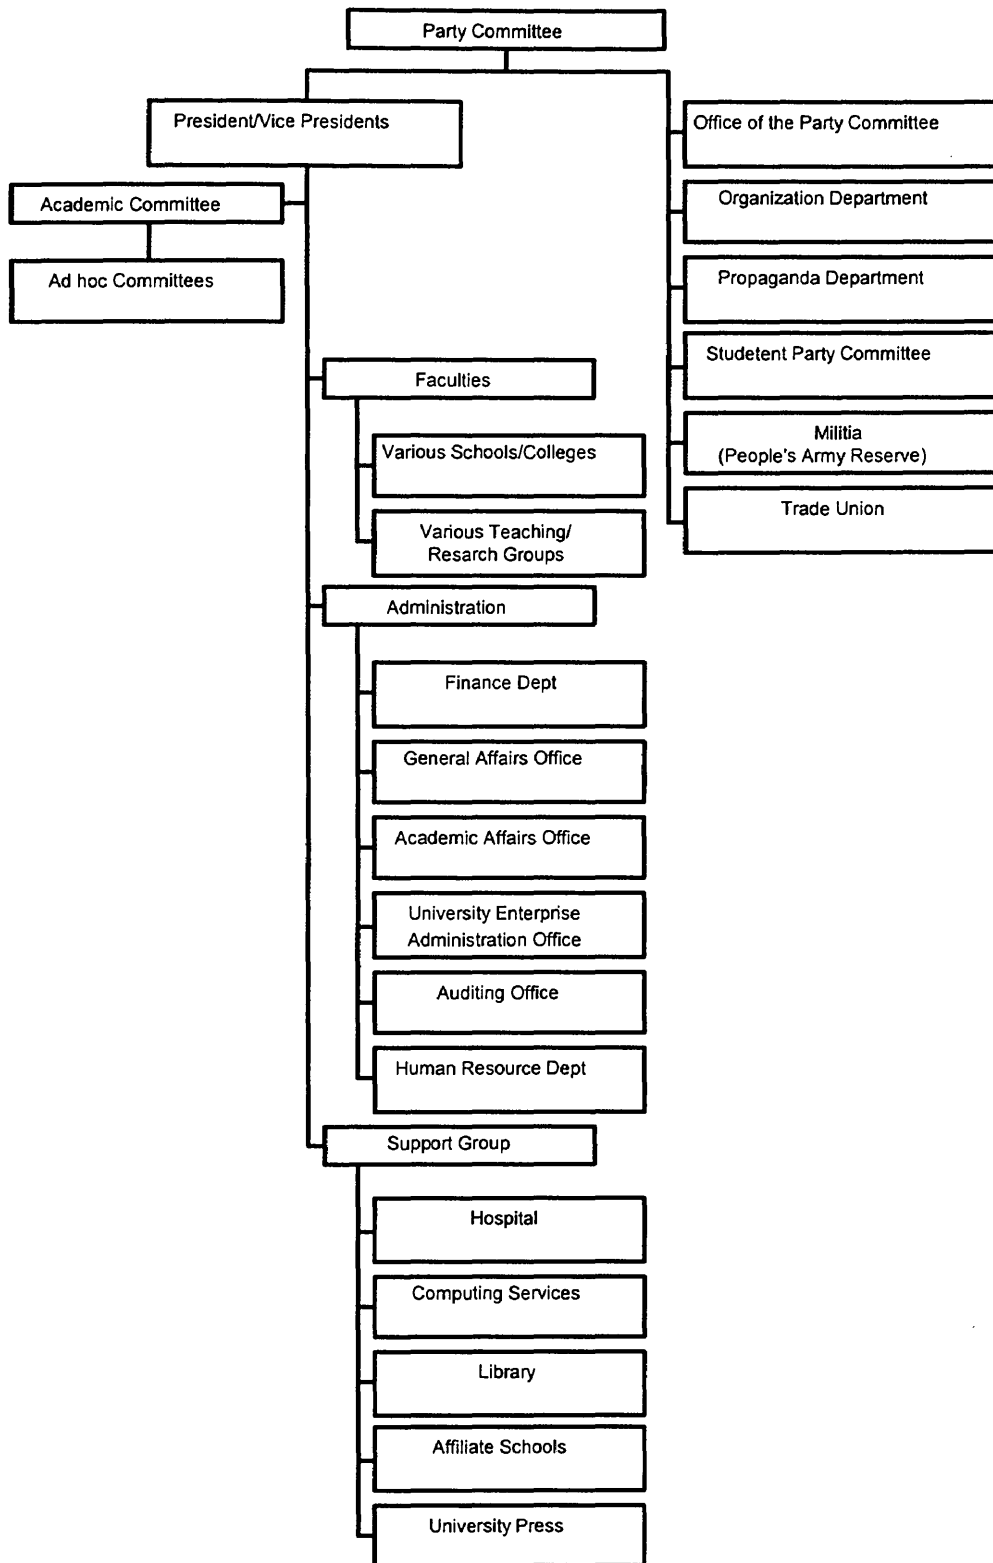 Party Committee
President/Vice Presidents
Academic Committee
Ad hoc Committees
Faculties
Various Schools/Colleges
Various Teaching/
Resarch Groups
Administration
Finance Dept
General Affairs Office
Academic Affairs Office
University Enterprise
Administration Office
Auditing Office
Human Resource Dept
Support Group
Hospital
Computing Services
Library
Affiliate Schools
University Press
Office of the Party Committee
Organization Department
Propaganda Department
Studetent Party Committee
Militia
(People's Army Reserve)
Trade Union